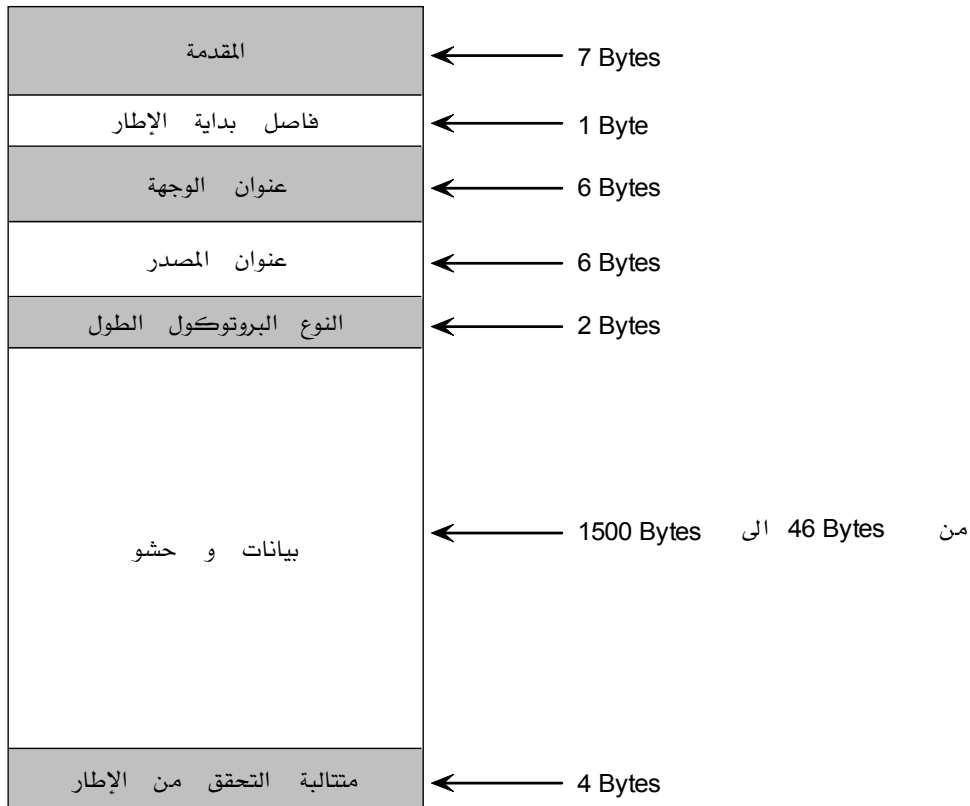 المقدمة
7 Bytes
فاصل بداية الإطار
1 Byte
عنوان الوجهة
6 Bytes
عنوان المصدر
6 Bytes
النوع البروتوكول الطول
2 Bytes
بيانات و حشو
من 46 Bytes الى 1500 Bytes
متتالبة التحقق من الإطار
4 Bytes